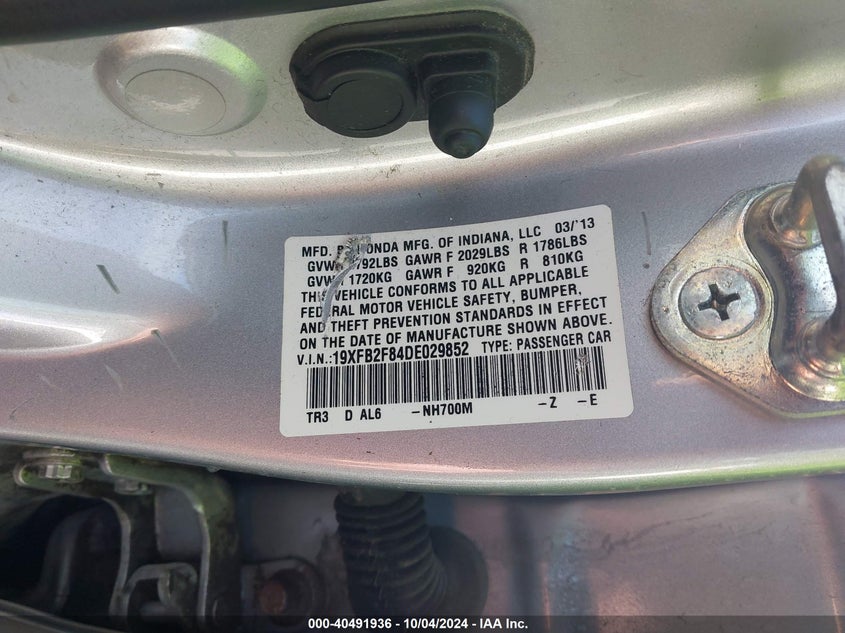 MFD. BY HONDA MFG. OF INDIANA, LLC 03/'13
792LBS GAWR F 2029LBS R 1786LBS
1720KG GAWR F 920KG R 810KG
THIS VEHICLE CONFORMS TO ALL APPLICABLE
FEDERAL MOTOR VEHICLE SAFETY, BUMPER,
AND THEFT PREVENTION STANDARDS IN EFFECT
ON THE DATE OF MANUFACTURE SHOWN ABOVE.
V.I.N.:19XFB2F84DE029852 TYPE: PASSENGER CAR
TR3 D AL6 -NH700M -Z -E
000-40491936 - 10/04/2024 - IAA Inc.